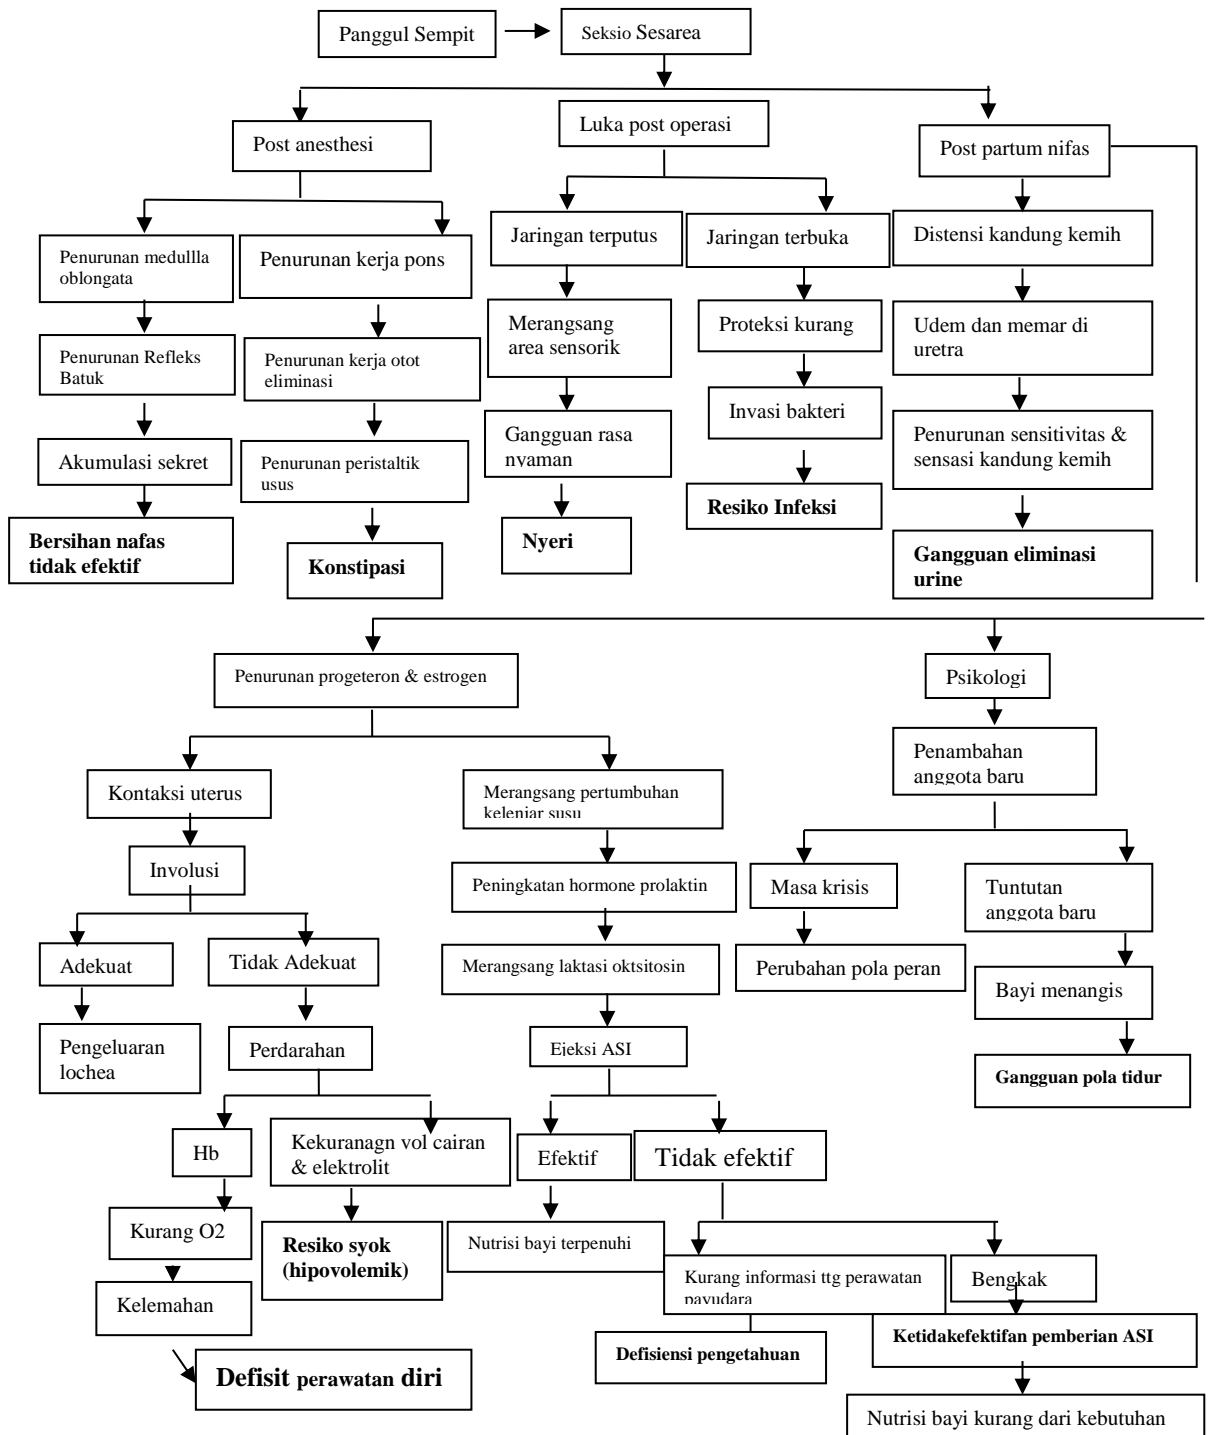 Panggul Sempit
Seksio Sesarea
Post anesthesi
Luka post operasi
Post partum nifas
Penurunan medullla
oblongata
Penurunan kerja pons
Jaringan terputus
Jaringan terbuka
Distensi kandung kemih
Penurunan Refleks
Batuk
Penurunan kerja otot
eliminasi
Merangsang
area sensorik
Proteksi kurang
Udem dan memar di
uretra
Akumulasi sekret
Penurunan peristaltik
usus
Gangguan rasa
nyaman
Invasi bakteri
Penurunan sensitivitas &
sensasi kandung kemih
Bersihan nafas
tidak efektif
Konstipasi
Nyeri
Resiko Infeksi
Gangguan eliminasi
urine
Penurunan progeteron & estrogen
Psikologi
Kontaksi uterus
Merangsang pertumbuhan
kelenjar susu
Penambahan
anggota baru
Involusi
Peningkatan hormone prolaktin
Masa krisis
Tuntutan
anggota baru
Adekuat
Tidak Adekuat
Merangsang laktasi oktsitosin
Perubahan pola peran
Bayi menangis
Pengeluaran
lochea
Perdarahan
Ejeksi ASI
Gangguan pola tidur
Hb
Kekuranagn vol cairan
& elektrolit
Efektif
Tidak efektif
Kurang O2
Resiko syok
(hipovolemik)
Nutrisi bayi terpenuhi
Kurang informasi ttg perawatan
payudara
Bengkak
Kelemahan
Defisiensi pengetahuan
Ketidakefektifan pemberian ASI
Defisit perawatan diri
Nutrisi bayi kurang dari kebutuhan